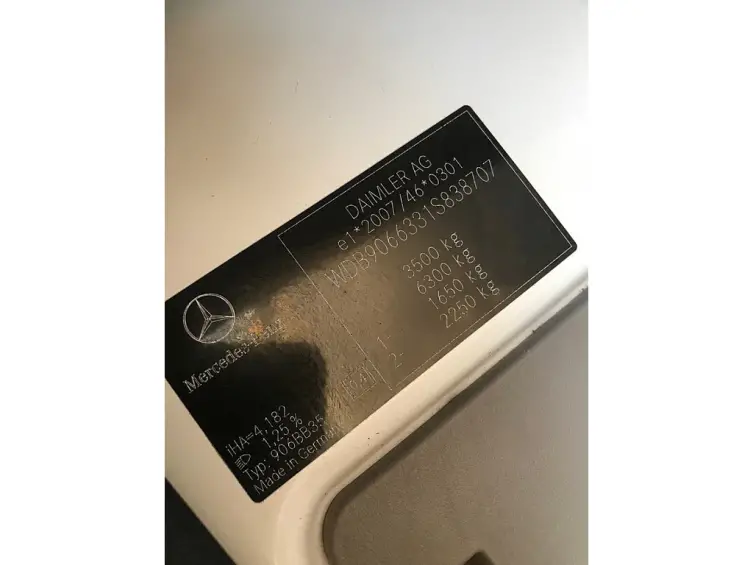 DAIMLER AG
e1*2007/46*0301
WDB9066331S838707
3500 kg
6300 kg
1- 1650 kg
2- 2250 kg
Mercedes-Benz
iHA=4,182
1,25 %
Typ: 906BB35
Made in Germany